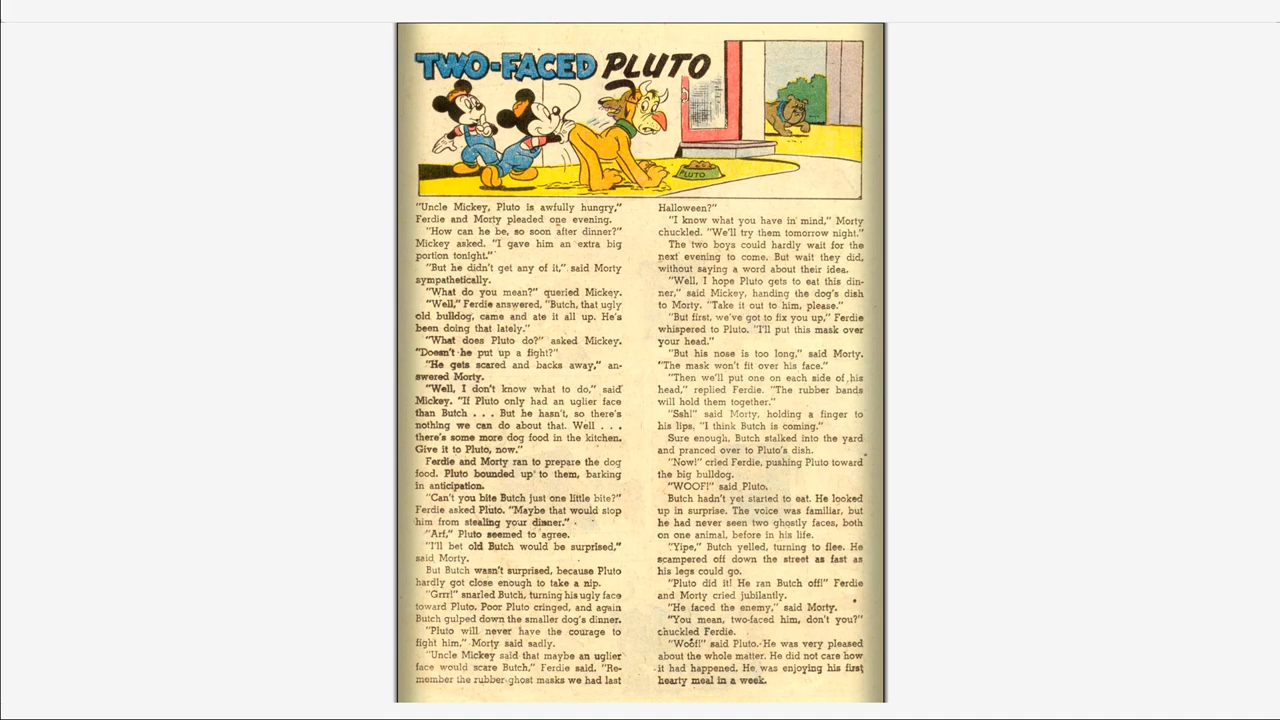 TWO-FACED PLUTO
PLUTO
"Uncle Mickey, Pluto is awfully hungry,"
Ferdie and Morty pleaded one evening.
"How can he be, so soon after dinner?"
Mickey asked. "I gave him an extra big
portion tonight."
"But he didn't get any of it," said Morty
sympathetically.
"What do you mean?" queried Mickey.
"Well," Ferdie answered, "Butch, that ugly
old bulldog, came and ate it all up. He's
been doing that lately."
"What does Pluto do?" asked Mickey.
"Doesn't he put up a fight?"
"He gets scared and backs away," an-
swered Morty.
"Well, I don't know what to do," said
Mickey. "If Pluto only had an uglier face
than Butch . . . But he hasn't, so there's
nothing we can do about that. Well . . .
there's some more dog food in the kitchen.
Give it to Pluto, now."
Ferdie and Morty ran to prepare the dog
food. Pluto bounded up to them, barking
in anticipation.
"Can't you bite Butch just one little bite?"
Ferdie asked Pluto. "Maybe that would stop
him from stealing your dinner."
"Arf," Pluto seemed to agree.
"I'll bet old Butch would be surprised,"
said Morty.
But Butch wasn't surprised, because Pluto
hardly got close enough to take a nip.
"Grrr!" snarled Butch, turning his ugly face
toward Pluto. Poor Pluto cringed, and again
Butch gulped down the smaller dog's dinner.
"Pluto will never have the courage to
fight him," Morty said sadly.
"Uncle Mickey said that maybe an uglier
face would scare Butch," Ferdie said. "Re-
member the rubber ghost masks we had last
Halloween?"
"I know what you have in mind," Morty
chuckled. "We'll try them tomorrow night."
The two boys could hardly wait for the
next evening to come. But wait they did,
without saying a word about their idea.
"Well, I hope Pluto gets to eat this din-
ner," said Mickey, handing the dog's dish
to Morty. "Take it out to him, please."
"But first, we've got to fix you up," Ferdie
whispered to Pluto. "I'll put this mask over
your head."
"But his nose is too long," said Morty.
"The mask won't fit over his face."
"Then we'll put one on each side of his
head," replied Ferdie. "The rubber bands
will hold them together."
"Ssh!" said Morty, holding a finger to
his lips, "I think Butch is coming."
Sure enough, Butch stalked into the yard
and pranced over to Pluto's dish.
"Now!" cried Ferdie, pushing Pluto toward
the big bulldog.
"WOOF!" said Pluto.
Butch hadn't yet started to eat. He looked
up in surprise. The voice was familiar, but
he had never seen two ghostly faces, both
on one animal, before in his life.
"Yipe," Butch yelled, turning to flee. He
scampered off down the street as fast as
his legs could go.
"Pluto did it! He ran Butch off!" Ferdie
and Morty cried jubilantly.
"He faced the enemy," said Morty.
"You mean, two-faced him, don't you?"
chuckled Ferdie.
"Woof!" said Pluto. He was very pleased
about the whole matter. He did not care how
it had happened. He was enjoying his first
hearty meal in a week.